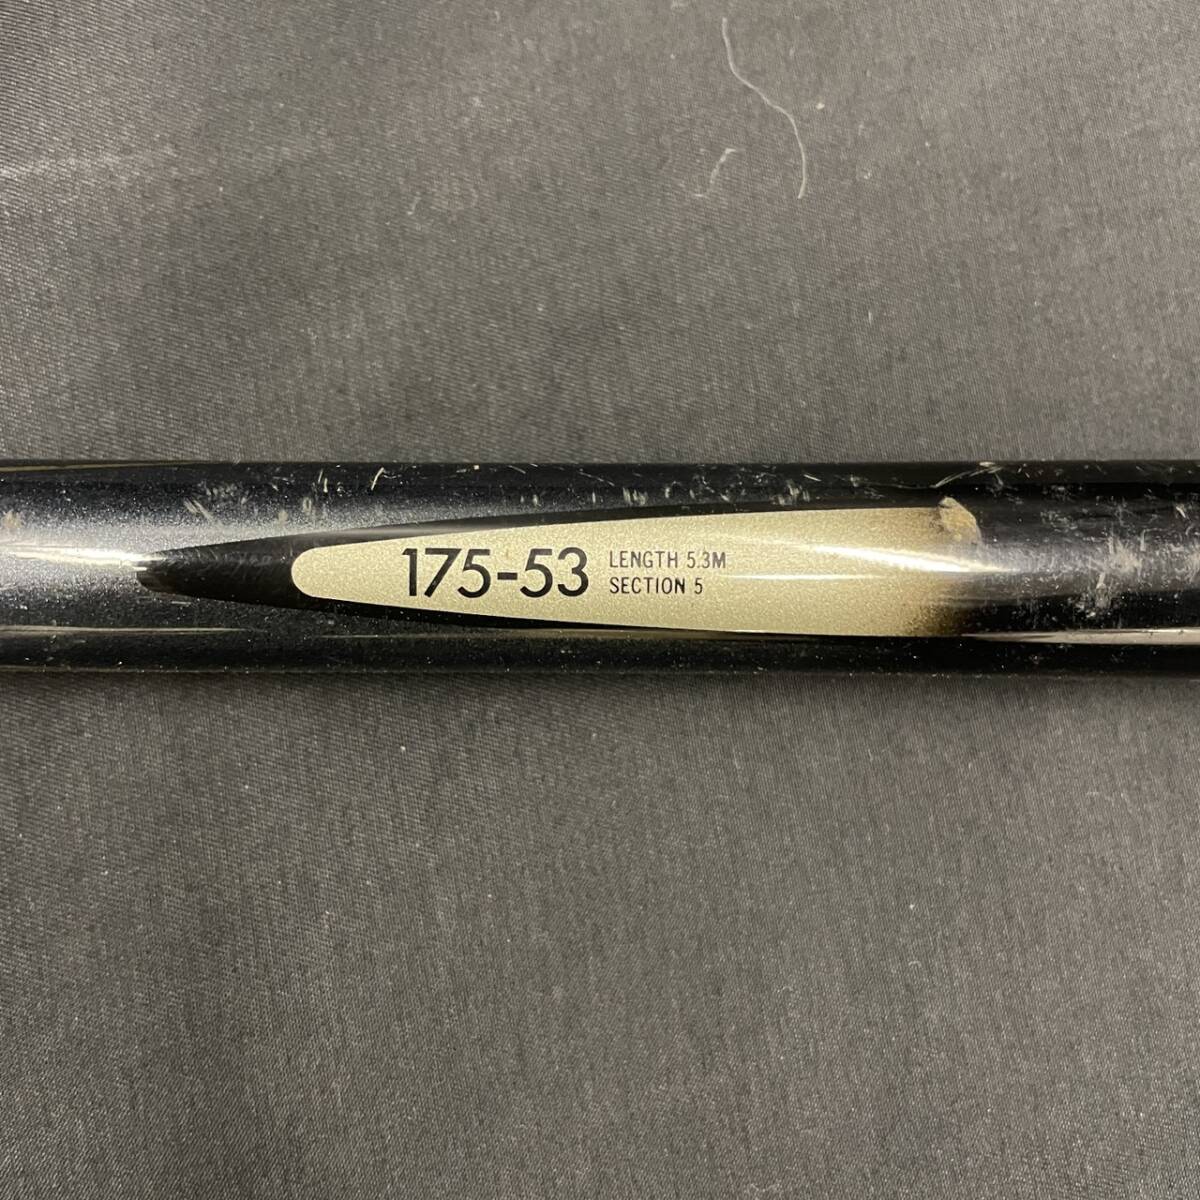 175-53
LENGTH 5.3M
SECTION 5